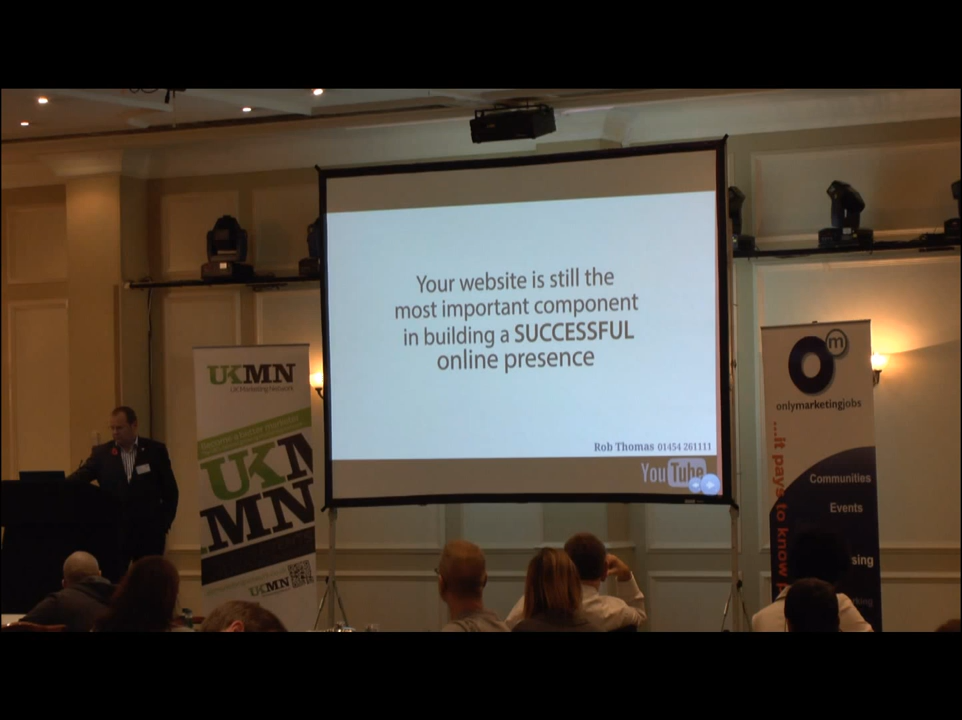 Your website is still the
most important component
in building a SUCCESSFUL
online presence
Rob Thomas 01454 261111
YouTube
UKMN
UK Marketing Network
UKMN
UKMN
m
onlymarketingjobs
...it pays to know
Communities
Events